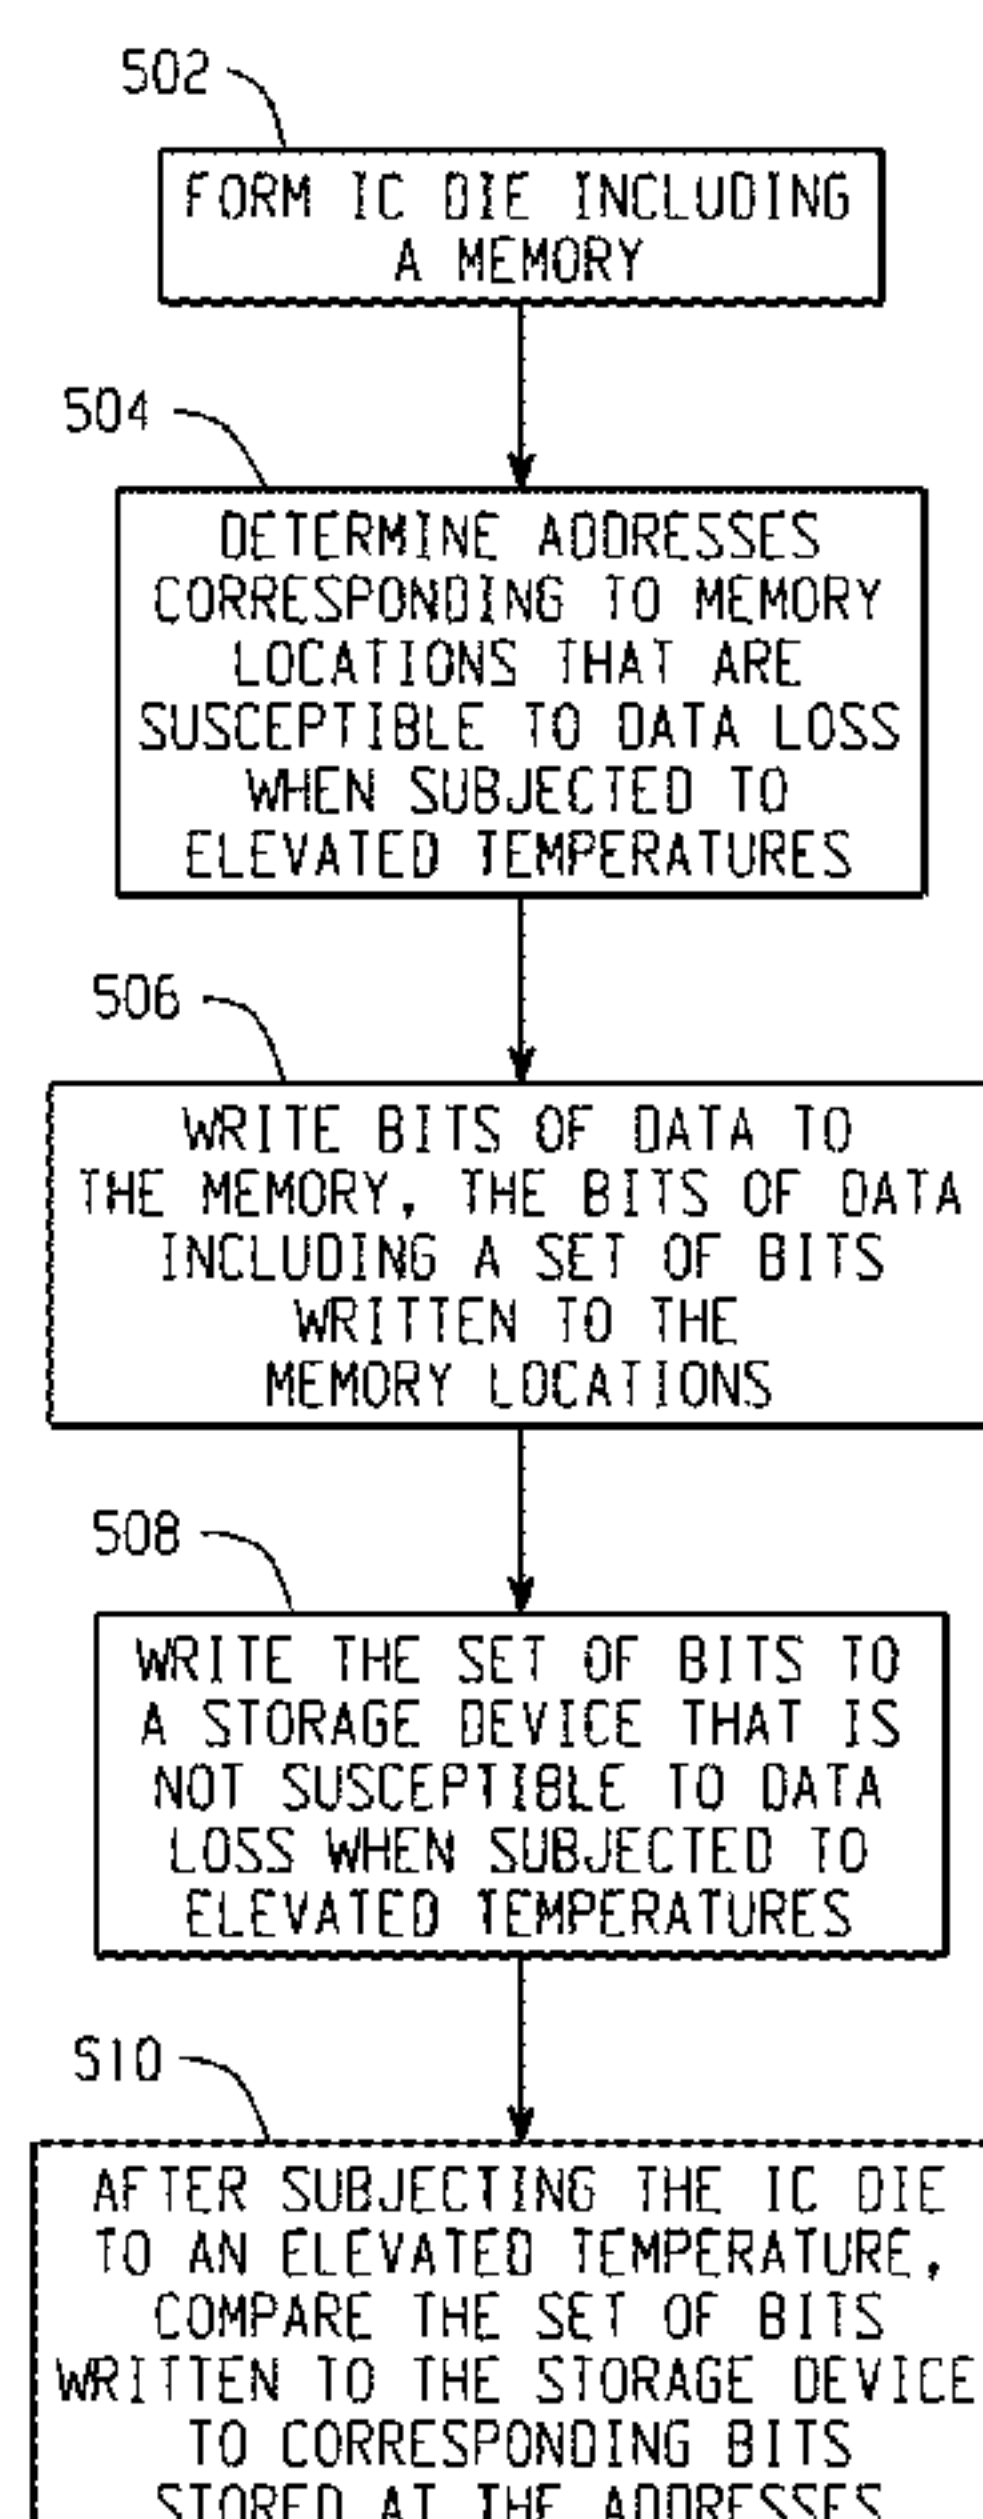 502
FORM IC DIE INCLUDING
A MEMORY
504
DETERMINE ADDRESSES
CORRESPONDING TO MEMORY
LOCATIONS THAT ARE
SUSCEPTIBLE TO DATA LOSS
WHEN SUBJECTED TO
ELEVATED TEMPERATURES
506
WRITE BITS OF DATA TO
THE MEMORY, THE BITS OF DATA
INCLUDING A SET OF BITS
WRITTEN TO THE
MEMORY LOCATIONS
508
WRITE THE SET OF BITS TO
A STORAGE DEVICE THAT IS
NOT SUSCEPTIBLE TO DATA
LOSS WHEN SUBJECTED TO
ELEVATED TEMPERATURES
510
AFTER SUBJECTING THE IC DIE
TO AN ELEVATED TEMPERATURE,
COMPARE THE SET OF BITS
WRITTEN TO THE STORAGE DEVICE
TO CORRESPONDING BITS
STORED AT THE ADDRESSES